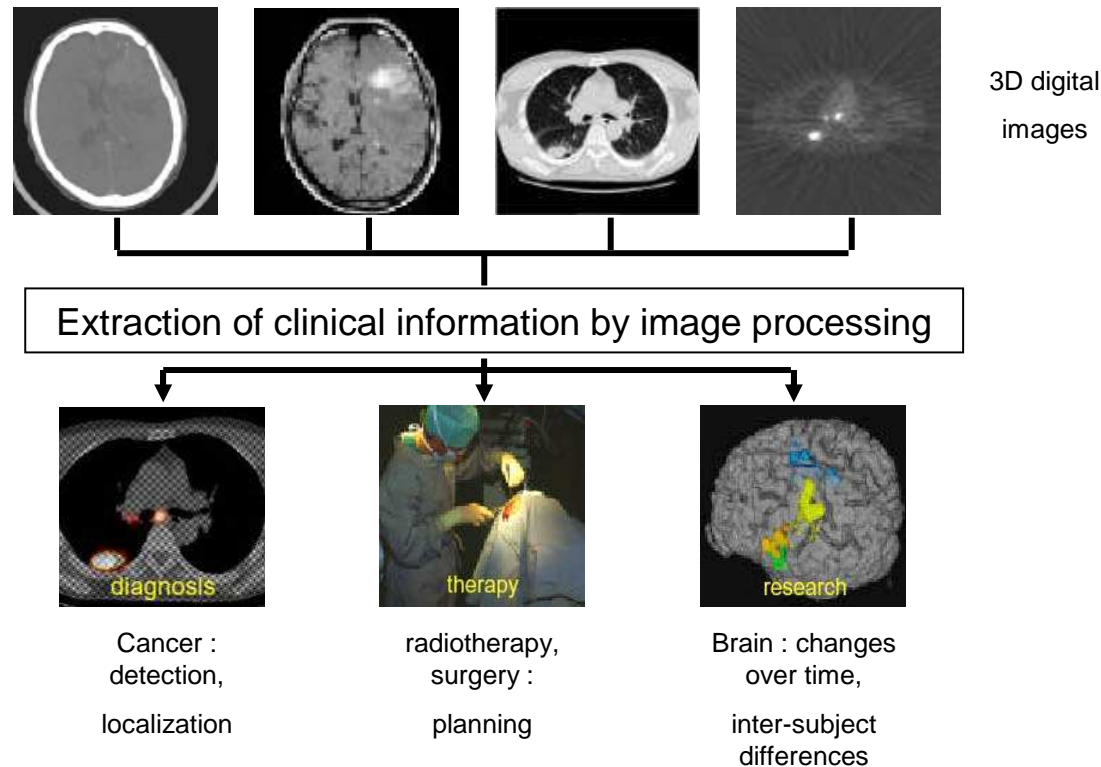 3D digital
images
Extraction of clinical information by image processing
diagnosis
therapy
research
Cancer :
detection,
localization
radiotherapy,
surgery :
planning
Brain : changes
over time,
inter-subject
differences